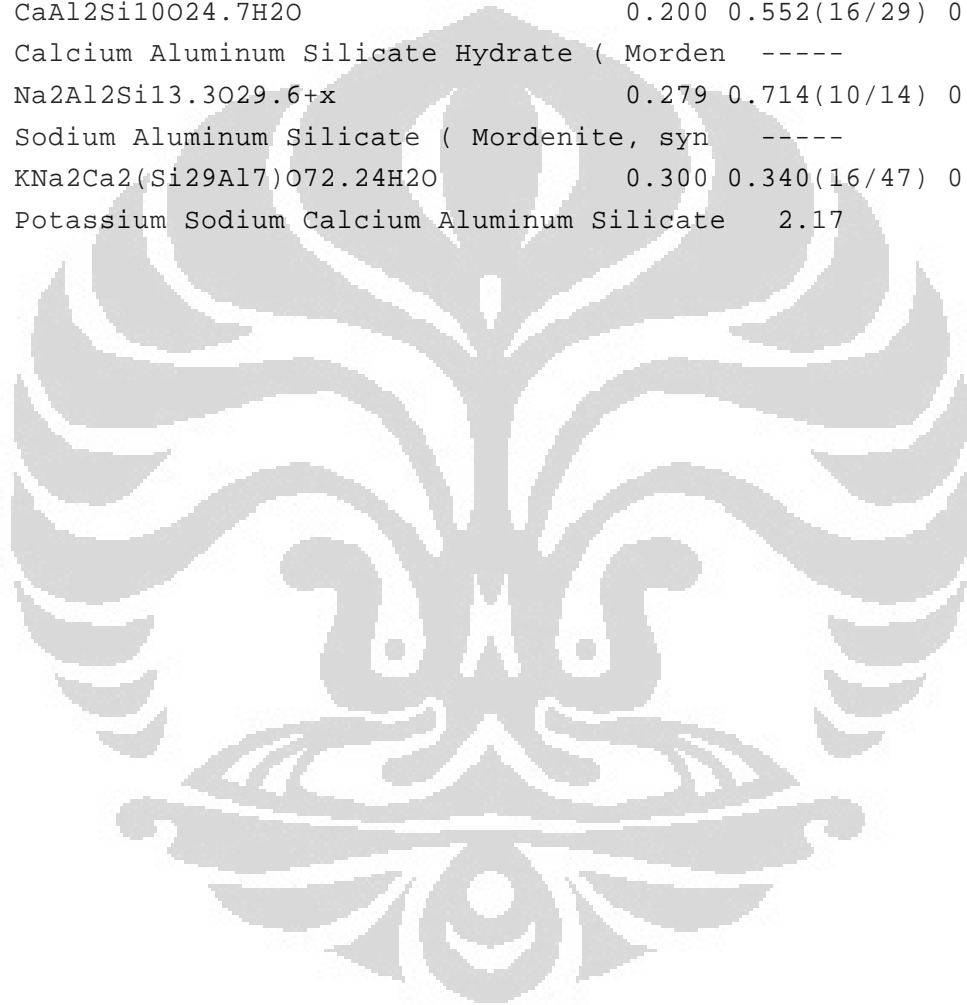 CaAl2Si10O24.7H2O 0.200 0.552(16/29) 0
Calcium Aluminum Silicate Hydrate ( Morden -----
Na2Al2Si13.3O29.6+x 0.279 0.714(10/14) 0
Sodium Aluminum Silicate ( Mordenite, syn -----
KNa2Ca2(Si29Al7)O72.24H2O 0.300 0.340(16/47) 0
Potassium Sodium Calcium Aluminum Silicate 2.17